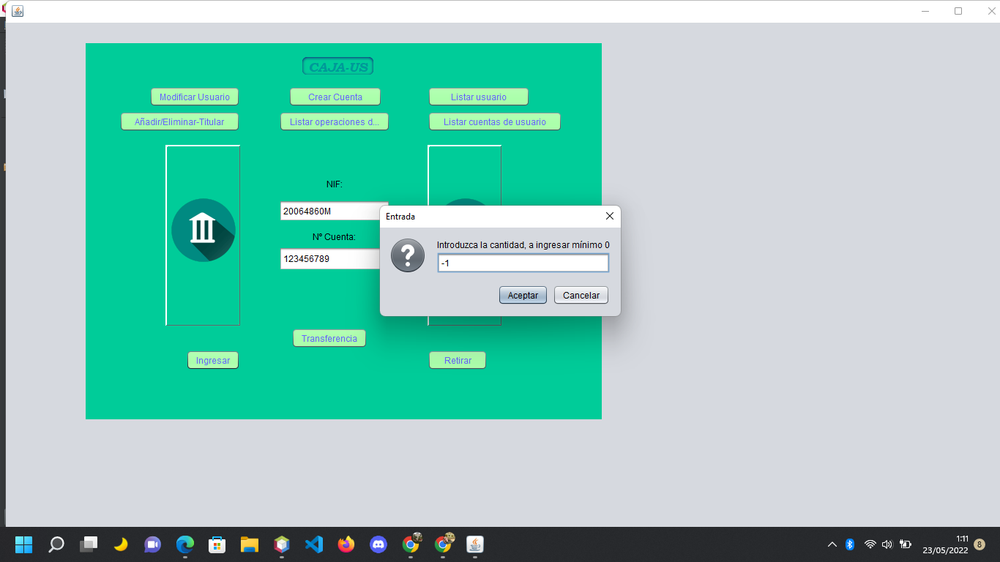 CAJA-US
Modificar Usuario
Crear Cuenta
Listar usuario
Añadir/Eliminar-Titular
Listar operaciones d...
Listar cuentas de usuario
NIF:
20064860M
Nº Cuenta:
123456789
Entrada
Introduzca la cantidad, a ingresar mínimo 0
-1
Aceptar
Cancelar
Transferencia
Ingresar
Retirar
1:11
23/05/2022
8